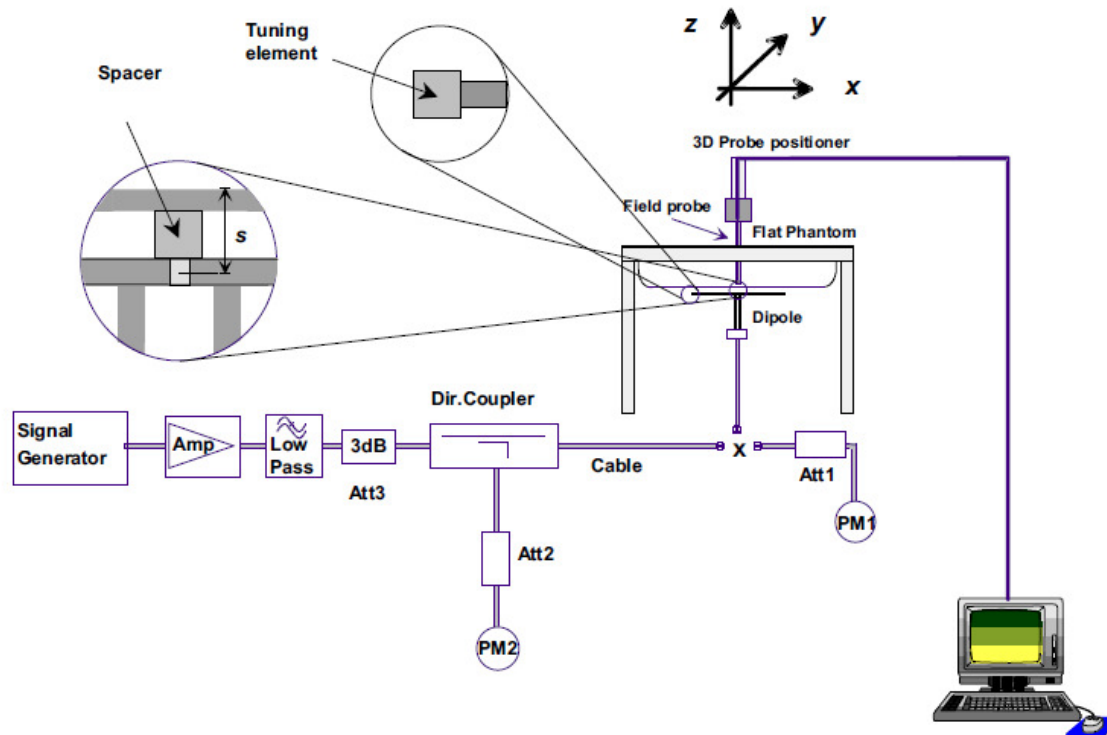 Tuning
element
Spacer
z
y
x
s
3D Probe positioner
Field probe
Flat Phantom
Dipole
Dir.Coupler
Signal
Generator
Amp
Low
Pass
3dB
Att3
Cable
x
Att1
PM1
Att2
PM2